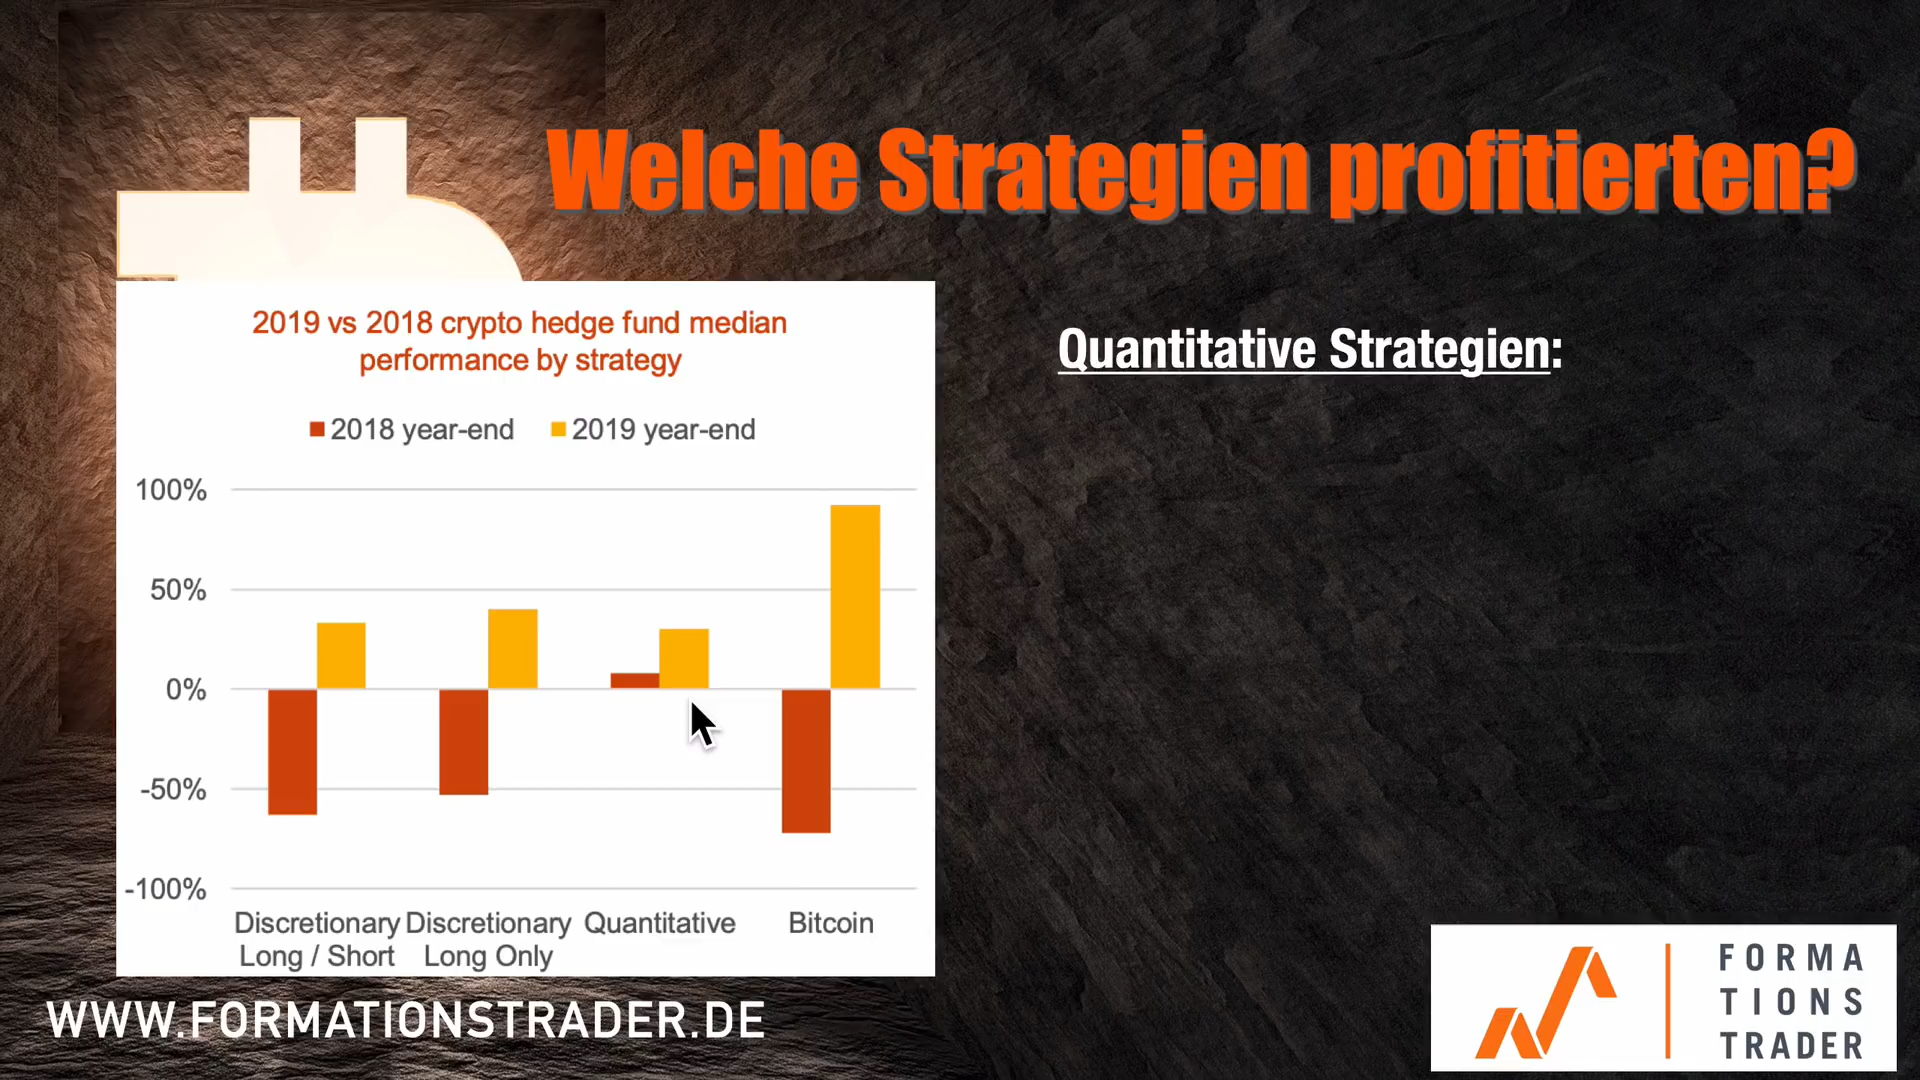 Welche Strategien profitierten?
2019 vs 2018 crypto hedge fund median
performance by strategy
2018 year-end 2019 year-end
100%
50%
0%
-50%
-100%
Discretionary Long / Short
Discretionary Long Only
Quantitative
Bitcoin
Quantitative Strategien:
WWW.FORMATIONSTRADER.DE
FORMA
TIONS
TRADER